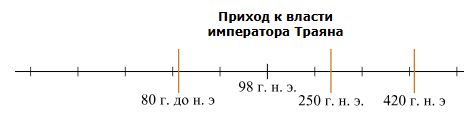 Приход к власти
императора Траяна
80 г. до н. э
98 г. н. э.
250 г. н. э.
420 г. н. э.